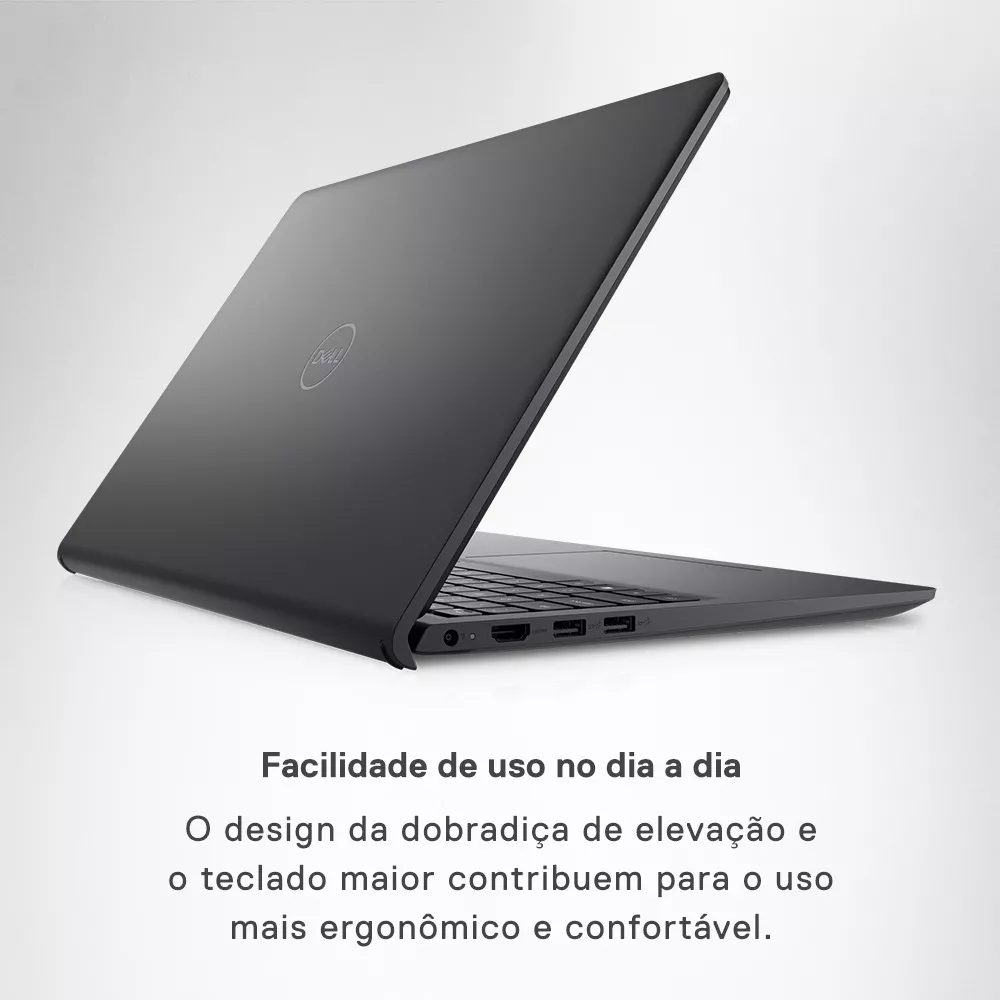 DELL
Facilidade de uso no dia a dia
O design da dobradiça de elevação e
o teclado maior contribuem para o uso
mais ergonômico e confortável.